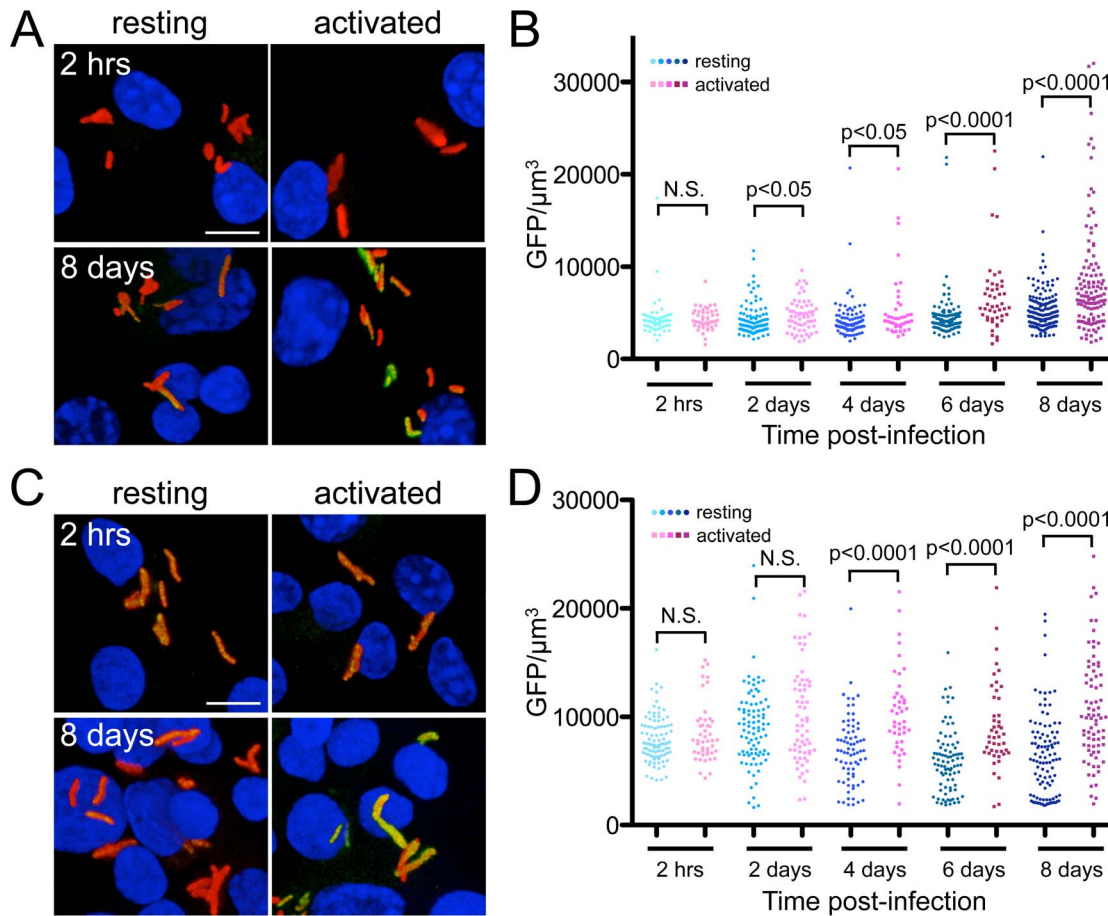 A
resting
activated
2 hrs
8 days
B
30000
20000
10000
0
GFP/μm³
resting
activated
N.S.
p<0.05
p<0.05
p<0.0001
p<0.0001
2 hrs
2 days
4 days
6 days
8 days
Time post-infection
C
resting
activated
2 hrs
8 days
D
30000
20000
10000
0
GFP/μm³
resting
activated
N.S.
N.S.
p<0.0001
p<0.0001
p<0.0001
2 hrs
2 days
4 days
6 days
8 days
Time post-infection